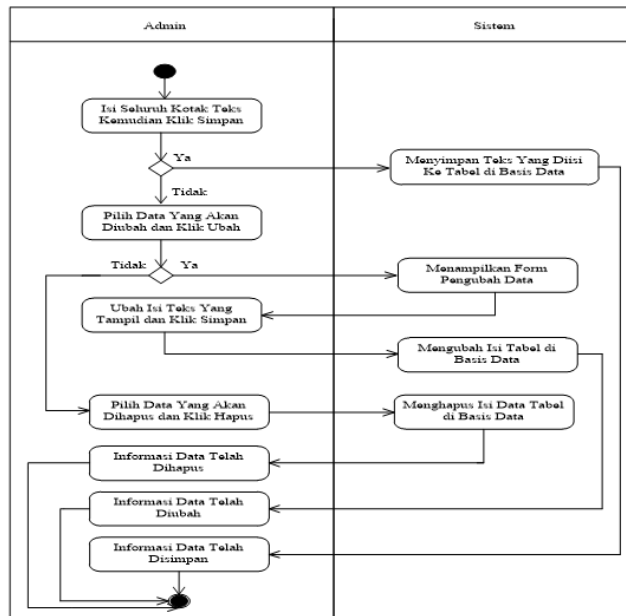 Admin
Sistem
Isi Seluruh Kotak Teks
Kemudian Klik Simpan
Ya
Menyimpan Teks Yang Diisi
Ke Tabel di Basis Data
Tidak
Pilih Data Yang Akan
Diubah dan Klik Ubah
Tidak
Ya
Menampilkan Form
Pengubah Data
Ubah Isi Teks Yang
Tampil dan Klik Simpan
Mengubah Isi Tabel di
Basis Data
Pilih Data Yang Akan
Dihapus dan Klik Hapus
Menghapus Isi Data Tabel
di Basis Data
Informasi Data Telah
Dihapus
Informasi Data Telah
Diubah
Informasi Data Telah
Disimpan